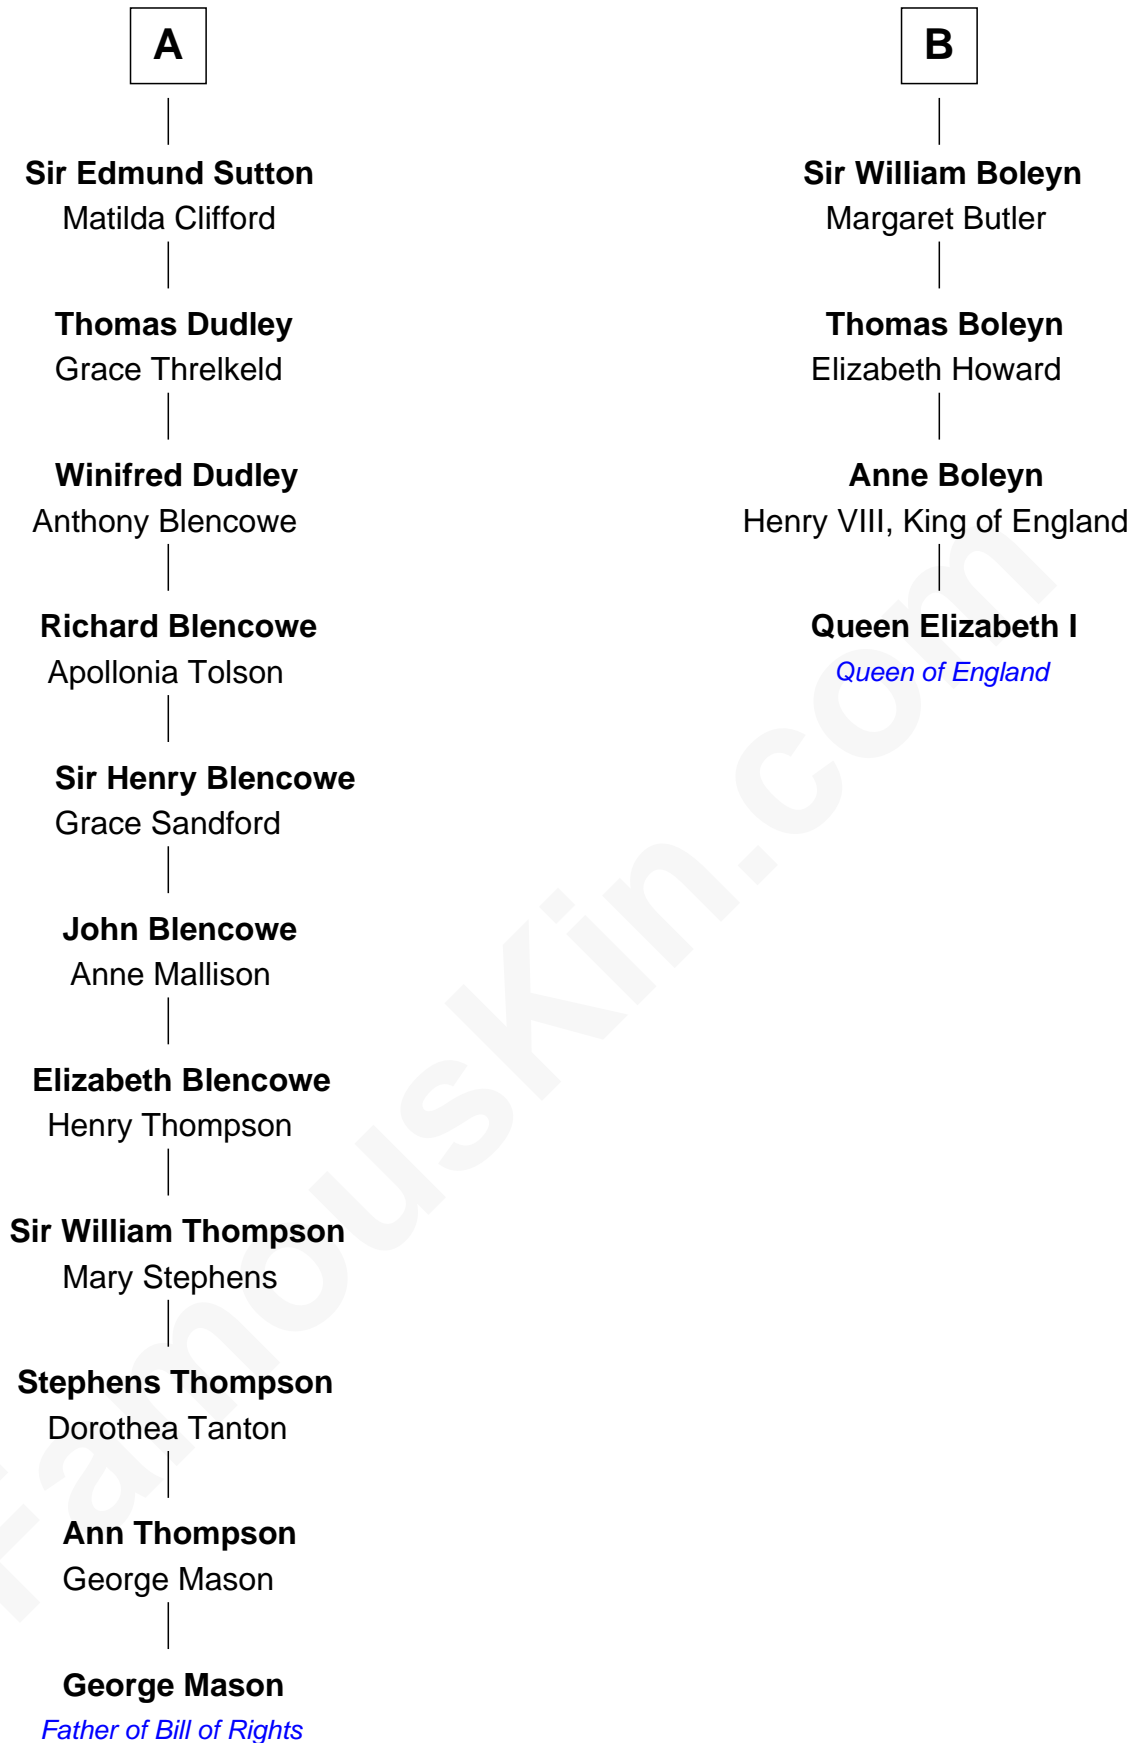 A
Sir Edmund Sutton
Matilda Clifford
Thomas Dudley
Grace Threlkeld
Winifred Dudley
Anthony Blencowe
Richard Blencowe
Apollonia Tolson
Sir Henry Blencowe
Grace Sandford
John Blencowe
Anne Mallison
Elizabeth Blencowe
Henry Thompson
Sir William Thompson
Mary Stephens
Stephens Thompson
Dorothea Tanton
Ann Thompson
George Mason
George Mason
Father of Bill of Rights
B
Sir William Boleyn
Margaret Butler
Thomas Boleyn
Elizabeth Howard
Anne Boleyn
Henry VIII, King of England
Queen Elizabeth I
Queen of England
FamousKin.com